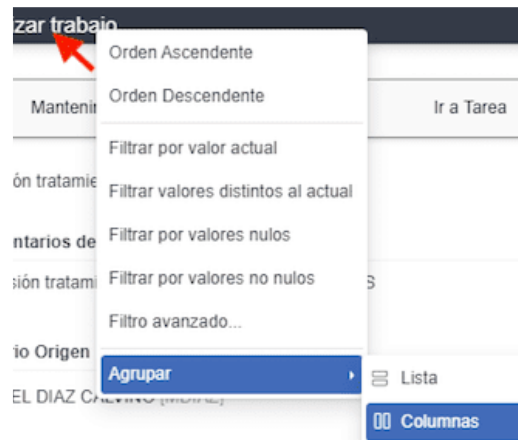 zar trabajo
Orden Ascendente
Mantenir
Orden Descendente
Ir a Tarea
Filtrar por valor actual
ón tratamie
Filtrar valores distintos al actual
ntarios de
Filtrar por valores nulos
sión tratami
Filtrar por valores no nulos
S
Filtro avanzado...
io Origen
Agrupar
Lista
EL DIAZ CALVIÑO [MDIAZ]
Columnas